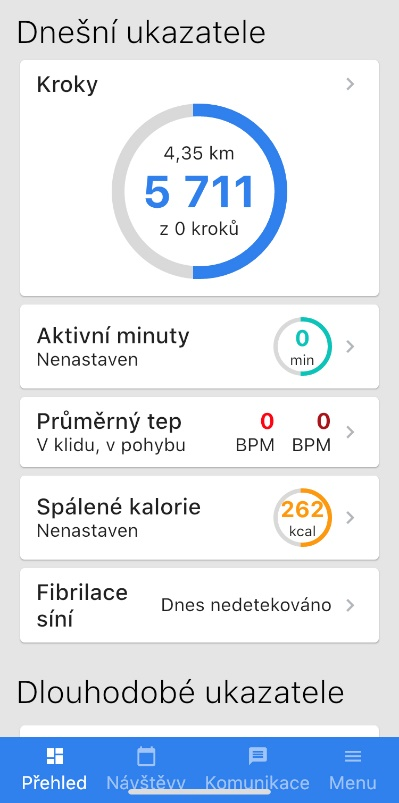 Dnešní ukazatele
Kroky
4,35 km
5 711
z 0 kroků
Aktivní minuty
Nenastaven
0
min
Průměrný tep
V klidu, v pohybu
0
BPM
0
BPM
Spálené kalorie
Nenastaven
262
kcal
Fibrilace
síní
Dnes nedetekováno
Dlouhodobé ukazatele
Přehled
Návštěvy
Komunikace
Menu